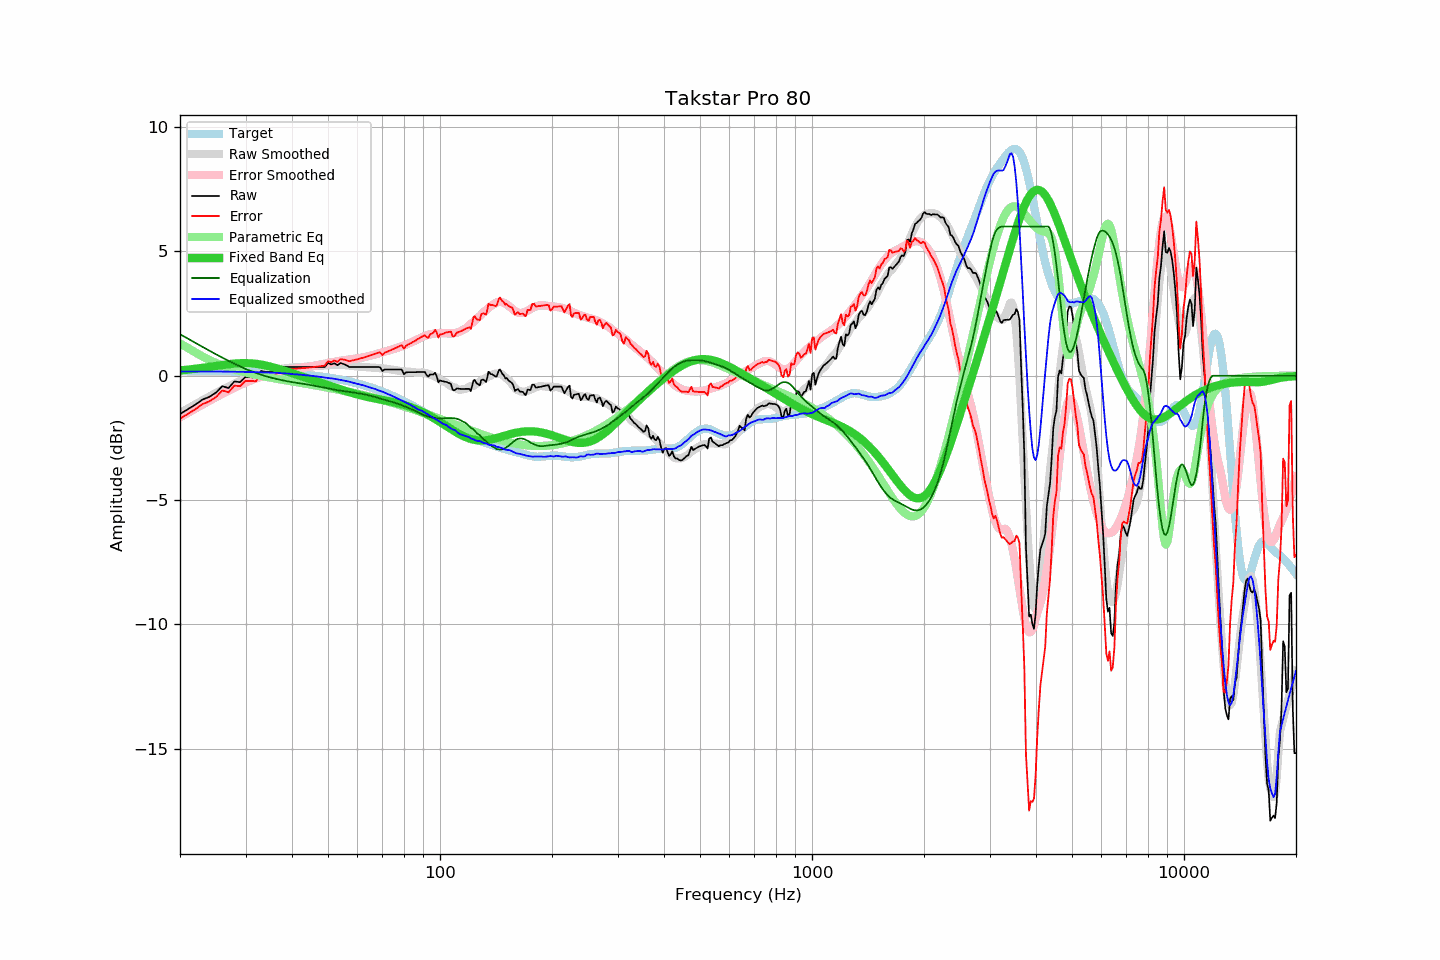 Takstar Pro 80
10
5
0
−5
−10
−15
Amplitude (dBr)
Target
Raw Smoothed
Error Smoothed
Raw
Error
Parametric Eq
Fixed Band Eq
Equalization
Equalized smoothed
100
1000
10000
Frequency (Hz)